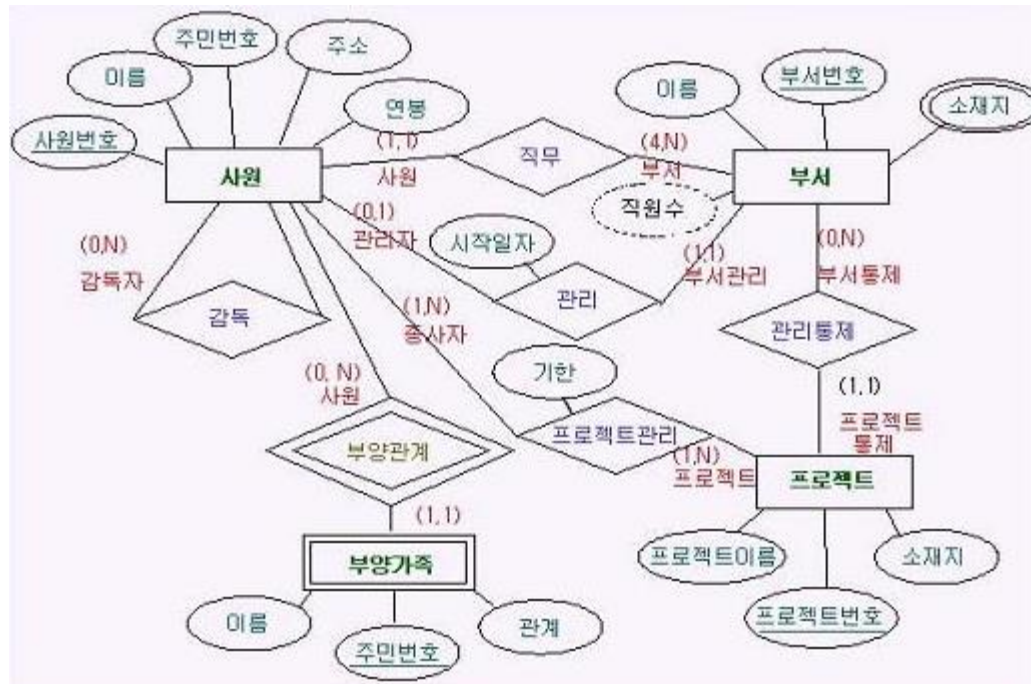 주민번호
주소
이름
사원번호
연봉
사원
(1,1)
사원
직무
(4,N)
부서
이름
부서번호
소재지
부서
직원수
(0,N)
감독자
감독
(0,1)
관리자
시작일자
관리
(1,1)
부서관리
(0,N)
부서통제
관리통제
(1,1)
프로젝트
통제
(1,N)
종사자
기한
프로젝트관리
(1,N)
프로젝트
프로젝트
(0, N)
사원
부양관계
(1,1)
부양가족
이름
주민번호
관계
프로젝트이름
프로젝트번호
소재지